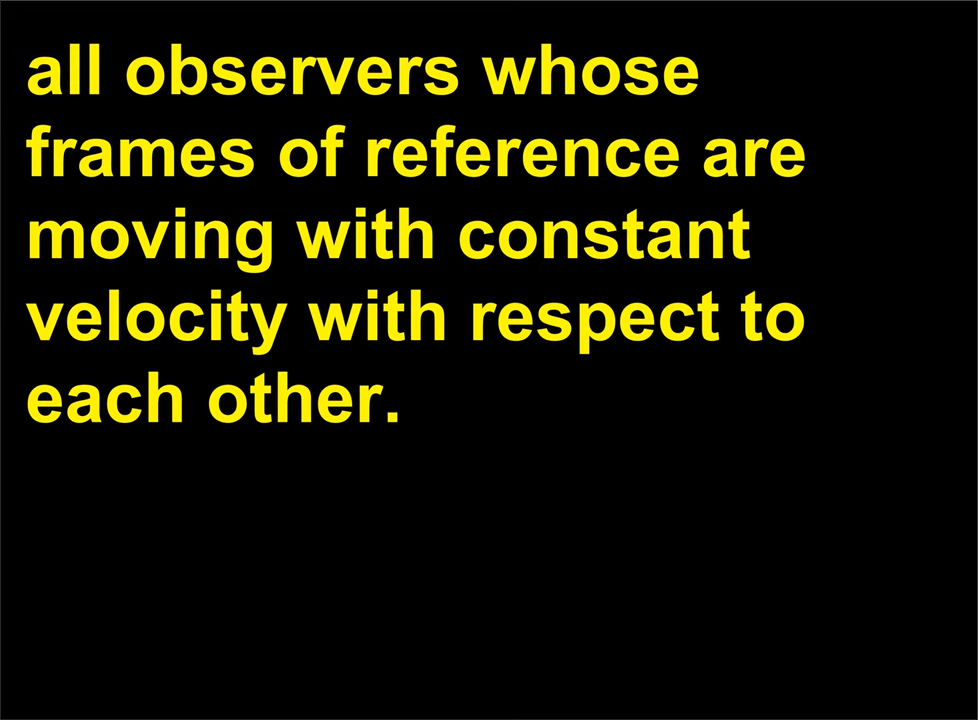 all observers whose
frames of reference are
moving with constant
velocity with respect to
each other.